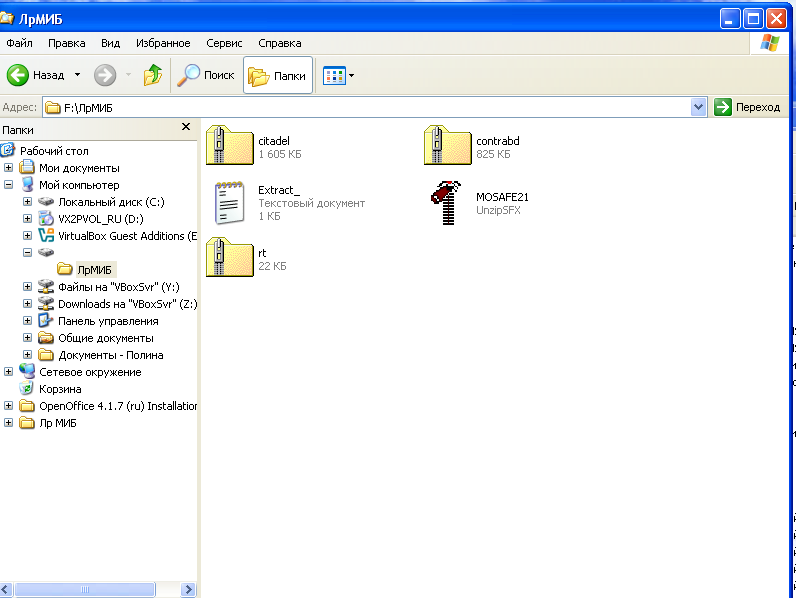 ЛрМИБ
Файл Правка Вид Избранное Сервис Справка
Назад Поиск Папки
Адрес: F:\ЛрМИБ Переход
Папки
Рабочий стол
Мои документы
Мой компьютер
Локальный диск (C:)
VX2PVOL_RU (D:)
VirtualBox Guest Additions (E
ЛрМИБ
Файлы на "VBoxSvr" (Y:)
Downloads на "VBoxSvr" (Z:)
Панель управления
Общие документы
Документы - Полина
Сетевое окружение
Корзина
OpenOffice 4.1.7 (ru) Installation
Лр МИБ
citadel
1 605 КБ
contrabd
825 КБ
Extract_
Текстовый документ
1 КБ
MOSAFE21
UnzipSFX
rt
22 КБ